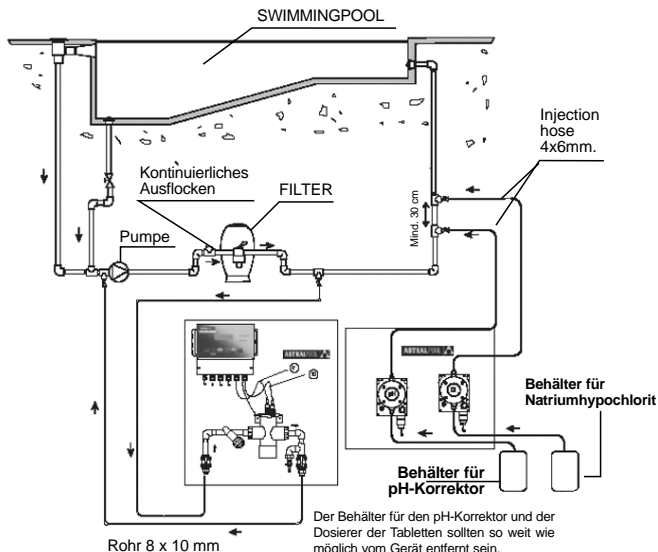 SWIMMINGPOOL
Injection
hose
4x6mm.
Kontinuierliches
Ausflocken
FILTER
Mind. 30 cm
Pumpe
ASTRALPOOL
ASTRALPOOL
pH
Behälter für
Natriumhypochlorit
Behälter für
pH-Korrektor
Rohr 8 x 10 mm
Der Behälter für den pH-Korrektor und der
Dosierer der Tabletten sollten so weit wie
möglich vom Gerät entfernt sein.